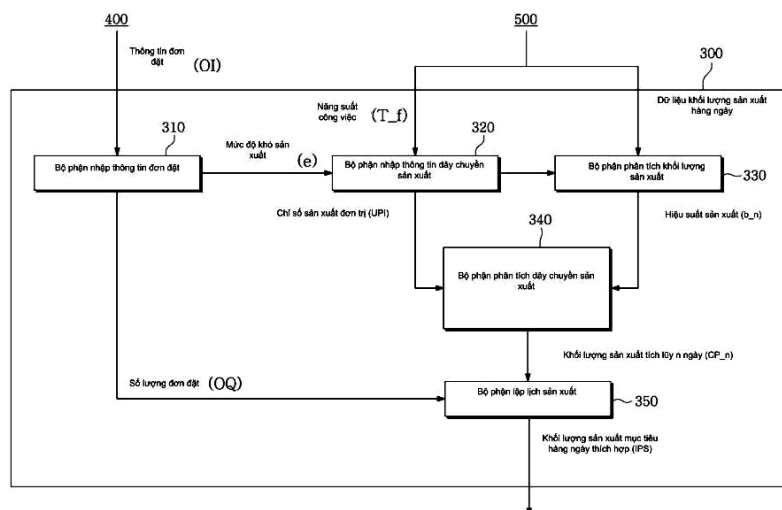 400
500
Thông tin đơn
đặt
(OI)
300
Dữ liệu khối lượng sản xuất
hàng ngày
Năng suất
công việc
(T_f)
310
Mức độ khó sản
xuất
(e)
320
Bộ phận nhập thông tin đơn đặt
Bộ phận nhập thông tin dây chuyền
sản xuất
Bộ phận phân tích khối lượng
sản xuất
330
Chỉ số sản xuất đơn trị (UPI)
Hiệu suất sản xuất (b_n)
340
Bộ phận phân tích dây chuyền sản
xuất
Khối lượng sản xuất tích lũy n ngày (CP_n)
Số lượng đơn đặt
(OQ)
Bộ phận lập lịch sản xuất
350
Khối lượng sản xuất mục tiêu
hàng ngày thích hợp (IPS)